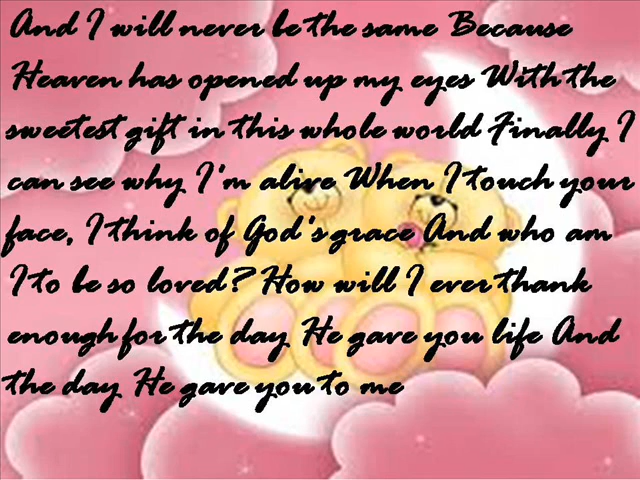 And I will never be the same Because
Heaven has opened up my eyes With the
sweetest gift in this whole world Finally I
can see why I'm alive When I touch your
face, I think of God's grace And who am
I to be so loved? How will I ever thank
enough for the day He gave you life And
the day He gave you to me